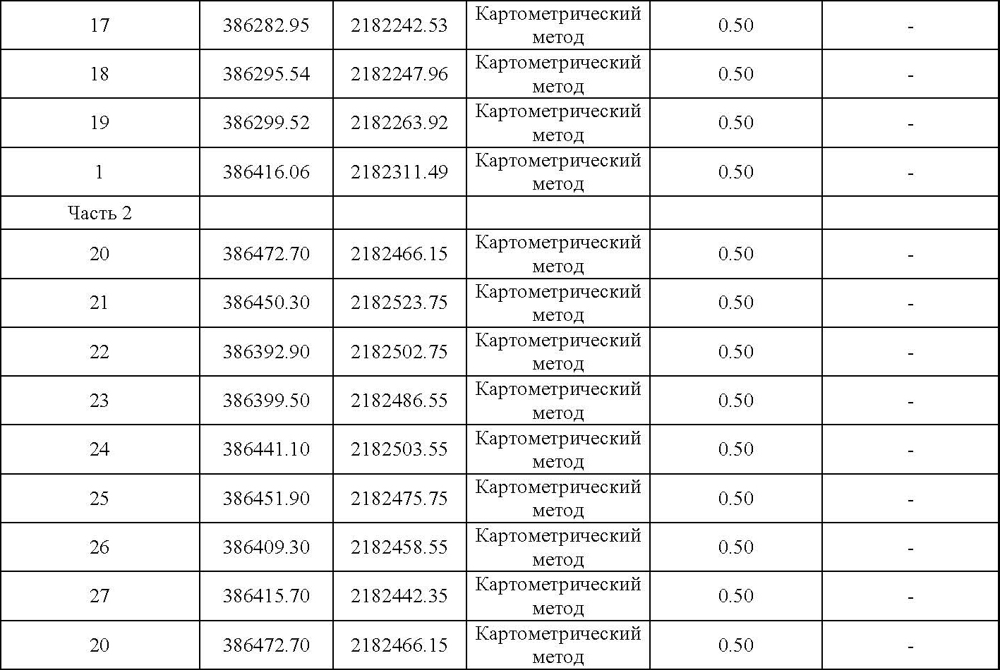 17 386282.95 2182242.53 Картометрический метод 0.50 -
18 386295.54 2182247.96 Картометрический метод 0.50 -
19 386299.52 2182263.92 Картометрический метод 0.50 -
1 386416.06 2182311.49 Картометрический метод 0.50 -
Часть 2
20 386472.70 2182466.15 Картометрический метод 0.50 -
21 386450.30 2182523.75 Картометрический метод 0.50 -
22 386392.90 2182502.75 Картометрический метод 0.50 -
23 386399.50 2182486.55 Картометрический метод 0.50 -
24 386441.10 2182503.55 Картометрический метод 0.50 -
25 386451.90 2182475.75 Картометрический метод 0.50 -
26 386409.30 2182458.55 Картометрический метод 0.50 -
27 386415.70 2182442.35 Картометрический метод 0.50 -
20 386472.70 2182466.15 Картометрический метод 0.50 -